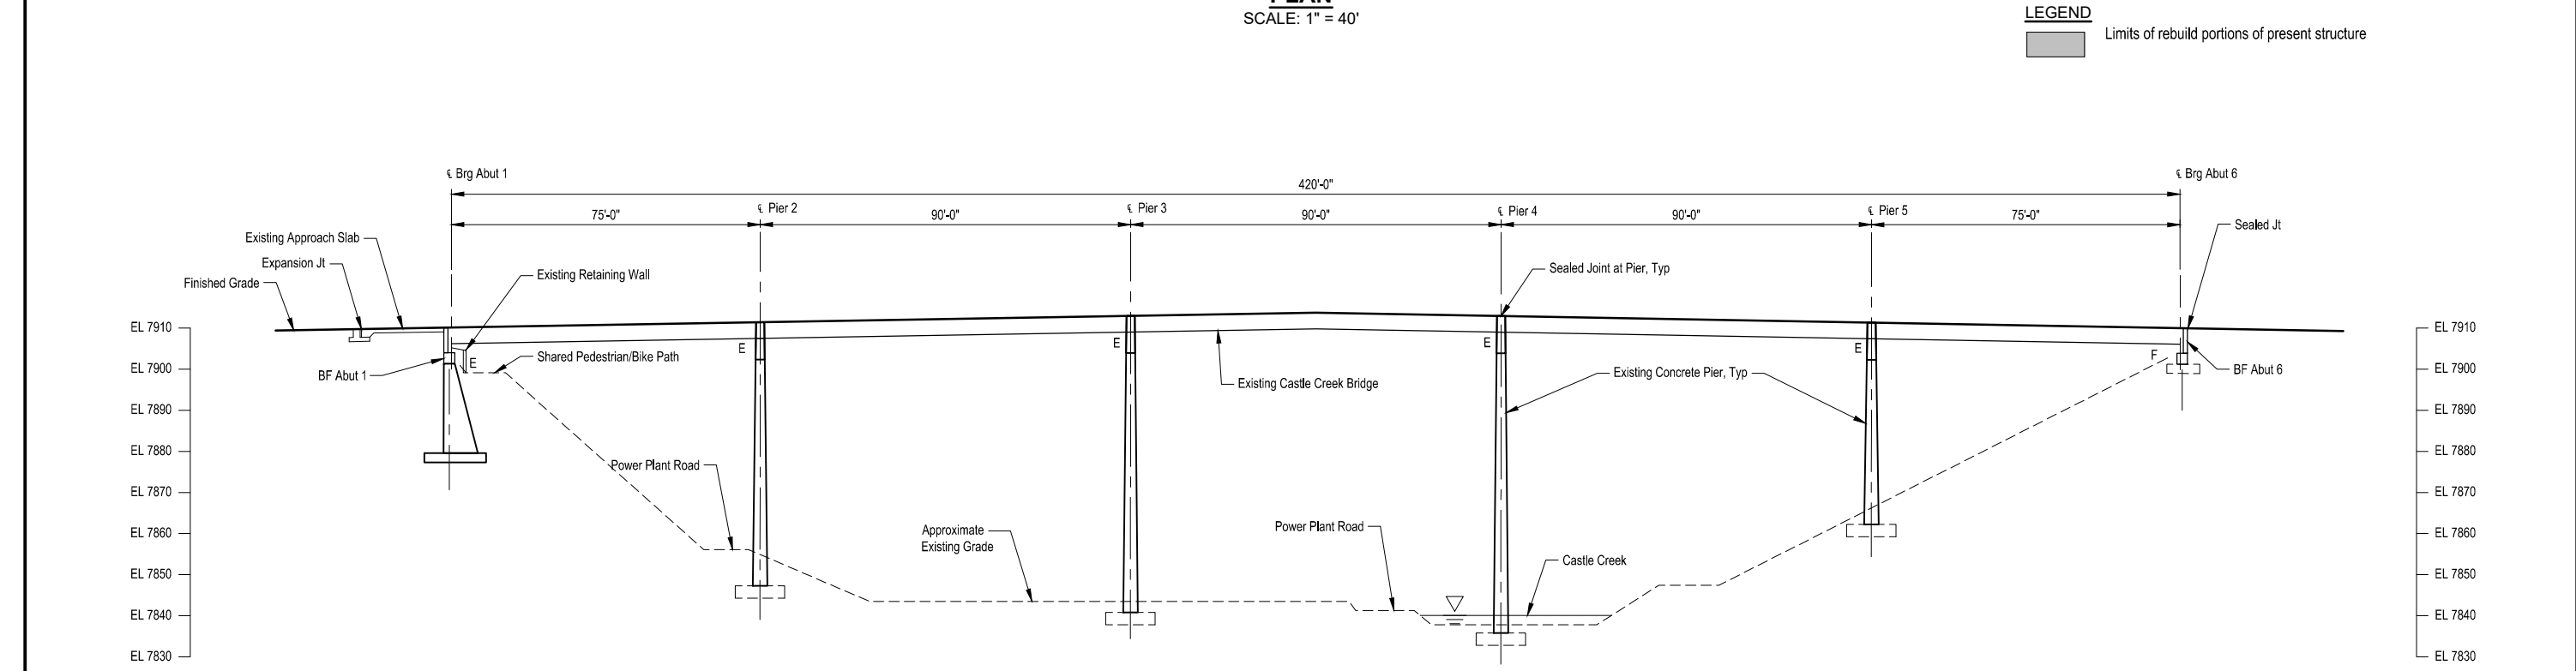 PLAN
SCALE: 1" = 40'
LEGEND
Limits of rebuild portions of present structure
℄ Brg Abut 1
420'-0"
℄ Brg Abut 6
75'-0"
℄ Pier 2
90'-0"
℄ Pier 3
90'-0"
℄ Pier 4
90'-0"
℄ Pier 5
75'-0"
Sealed Jt
Existing Approach Slab
Expansion Jt
Finished Grade
Existing Retaining Wall
Sealed Joint at Pier, Typ
EL 7910
EL 7900
EL 7890
EL 7880
EL 7870
EL 7860
EL 7850
EL 7840
EL 7830
BF Abut 1
E
Shared Pedestrian/Bike Path
E
E
E
E
F
Existing Castle Creek Bridge
Existing Concrete Pier, Typ
BF Abut 6
Power Plant Road
Approximate
Existing Grade
Power Plant Road
Castle Creek
EL 7910
EL 7900
EL 7890
EL 7880
EL 7870
EL 7860
EL 7850
EL 7840
EL 7830